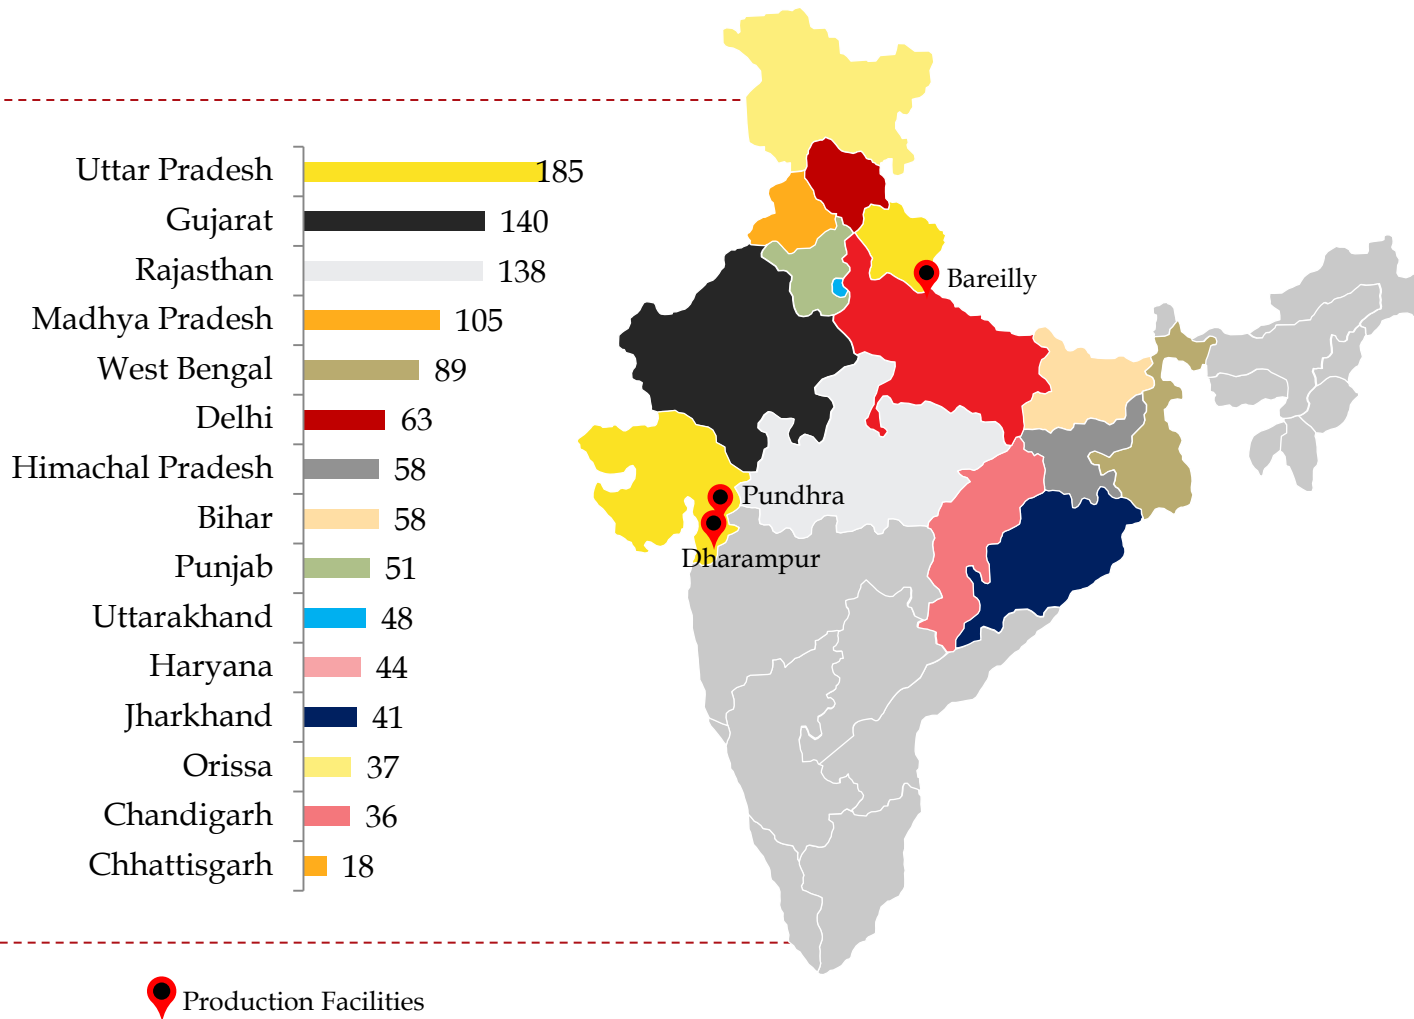 Uttar Pradesh 185
Gujarat 140
Rajasthan 138
Madhya Pradesh 105
West Bengal 89
Delhi 63
Himachal Pradesh 58
Bihar 58
Punjab 51
Uttarakhand 48
Haryana 44
Jharkhand 41
Orissa 37
Chandigarh 36
Chhattisgarh 18
Bareilly
Pundhra
Dharampur
Production Facilities